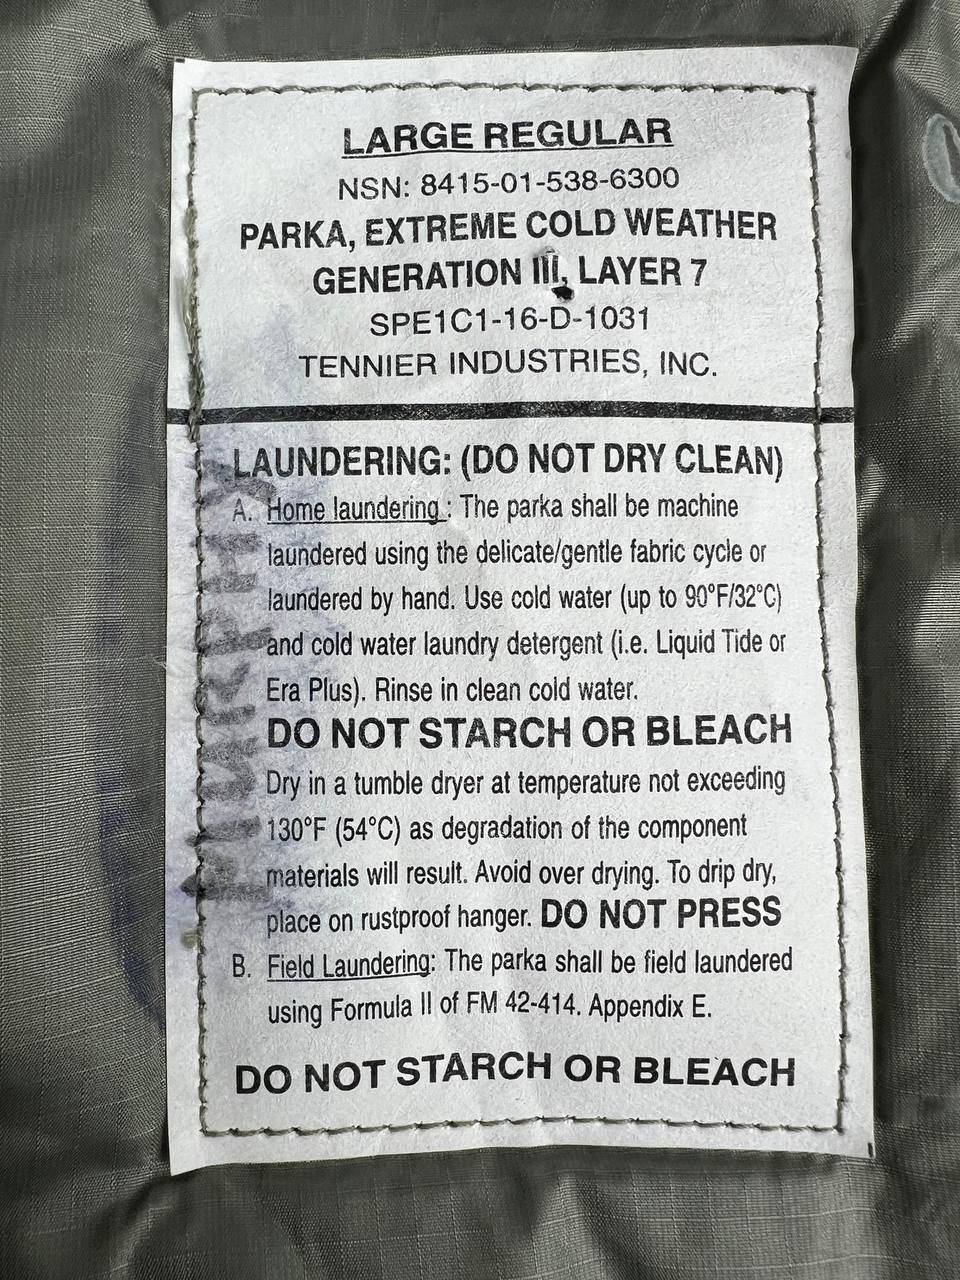 LARGE REGULAR
NSN: 8415-01-538-6300
PARKA, EXTREME COLD WEATHER
GENERATION III, LAYER 7
SPE1C1-16-D-1031
TENNIER INDUSTRIES, INC.
LAUNDERING: (DO NOT DRY CLEAN)
A. Home laundering : The parka shall be machine
laundered using the delicate/gentle fabric cycle or
laundered by hand. Use cold water (up to 90°F/32°C)
and cold water laundry detergent (i.e. Liquid Tide or
Era Plus). Rinse in clean cold water.
DO NOT STARCH OR BLEACH
Dry in a tumble dryer at temperature not exceeding
130°F (54°C) as degradation of the component
materials will result. Avoid over drying. To drip dry,
place on rustproof hanger. DO NOT PRESS
B. Field Laundering: The parka shall be field laundered
using Formula II of FM 42-414. Appendix E.
DO NOT STARCH OR BLEACH
MURPHY